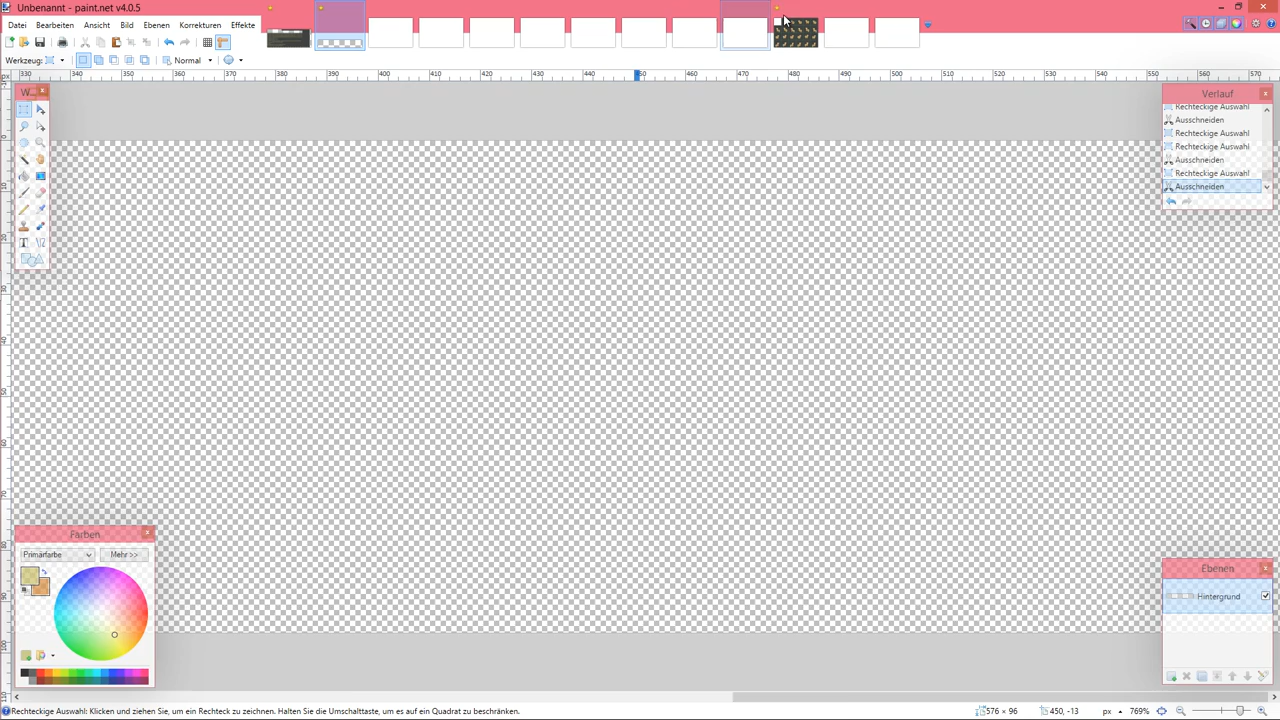 Unbenannt - paint.net v4.0.5
Datei Bearbeiten Ansicht Bild Ebenen Korrekturen Effekte
Werkzeug: Normal
px 330 340 350 360 370 380 390 400 410 420 430 440 450 460 470 480 490 500 510 520 530 540 550 560 570
W...
Verlauf
Rechteckige Auswahl
Ausschneiden
Rechteckige Auswahl
Rechteckige Auswahl
Ausschneiden
Rechteckige Auswahl
Ausschneiden
Farben
Primärfarbe Mehr >>
Ebenen
Hintergrund
Rechteckige Auswahl: Klicken und ziehen Sie, um ein Rechteck zu zeichnen. Halten Sie die Umschalttaste, um es auf ein Quadrat zu beschränken. 576 × 96 450, -13 px 769%